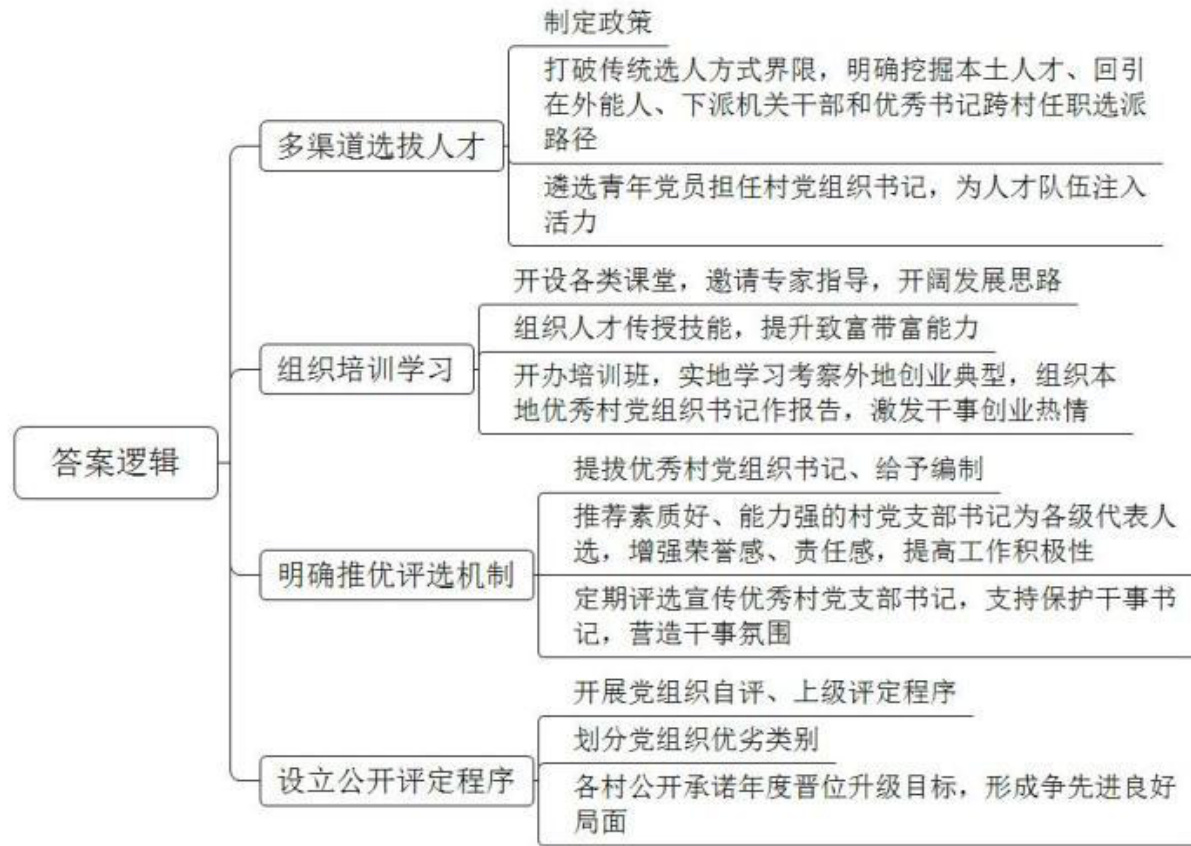 答案逻辑
多渠道选拔人才
制定政策
打破传统选人方式界限，明确挖掘本土人才、回引
在外能人、下派机关干部和优秀书记跨村任职选派
路径
遴选青年党员担任村党组织书记，为人才队伍注入
活力
组织培训学习
开设各类课堂，邀请专家指导，开阔发展思路
组织人才传授技能，提升致富带富能力
开办培训班，实地学习考察外地创业典型，组织本
地优秀村党组织书记作报告，激发干事创业热情
明确推优评选机制
提拔优秀村党组织书记、给予编制
推荐素质好、能力强的村党支部书记为各级代表人
选，增强荣誉感、责任感，提高工作积极性
定期评选宣传优秀村党支部书记，支持保护干事书
记，营造干事氛围
设立公开评定程序
开展党组织自评、上级评定程序
划分党组织优劣类别
各村公开承诺年度晋位升级目标，形成争先进良好
局面